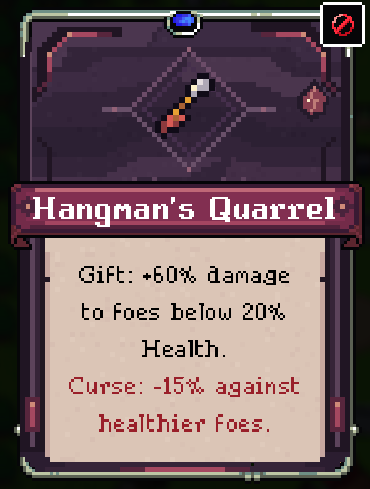 Hangman's Quarrel
Gift: +60% damage
to foes below 20%
Health.
Curse: -15% against
healthier foes.